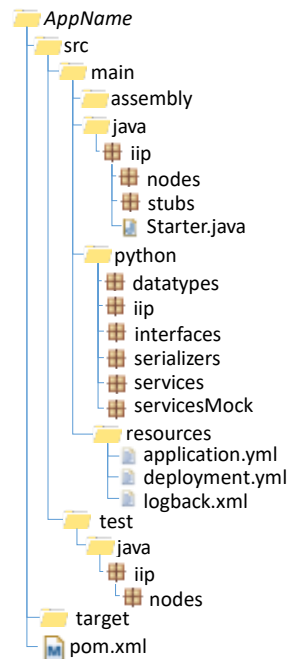 AppName
src
main
assembly
java
iip
nodes
stubs
Starter.java
python
datatypes
iip
interfaces
serializers
services
servicesMock
resources
application.yml
deployment.yml
logback.xml
test
java
iip
nodes
target
M pom.xml